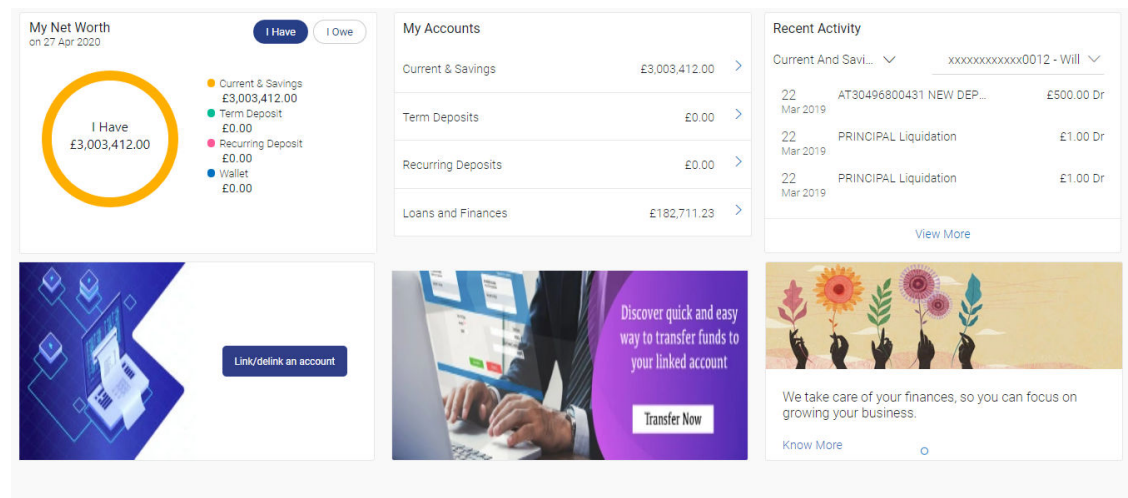 My Net Worth
on 27 Apr 2020
I Have
I Owe
I Have
£3,003,412.00
Current & Savings
£3,003,412.00
Term Deposit
£0.00
Recurring Deposit
£0.00
Wallet
£0.00
My Accounts
Current & Savings £3,003,412.00
Term Deposits £0.00
Recurring Deposits £0.00
Loans and Finances £182,711.23
Recent Activity
Current And Savi... xxxxxxxxxxxx0012 - Will
22 AT30496800431 NEW DEP... £500.00 Dr
Mar 2019
22 PRINCIPAL Liquidation £1.00 Dr
Mar 2019
22 PRINCIPAL Liquidation £1.00 Dr
Mar 2019
View More
Link/delink an account
Discover quick and easy
way to transfer funds to
your linked account
Transfer Now
We take care of your finances, so you can focus on
growing your business.
Know More